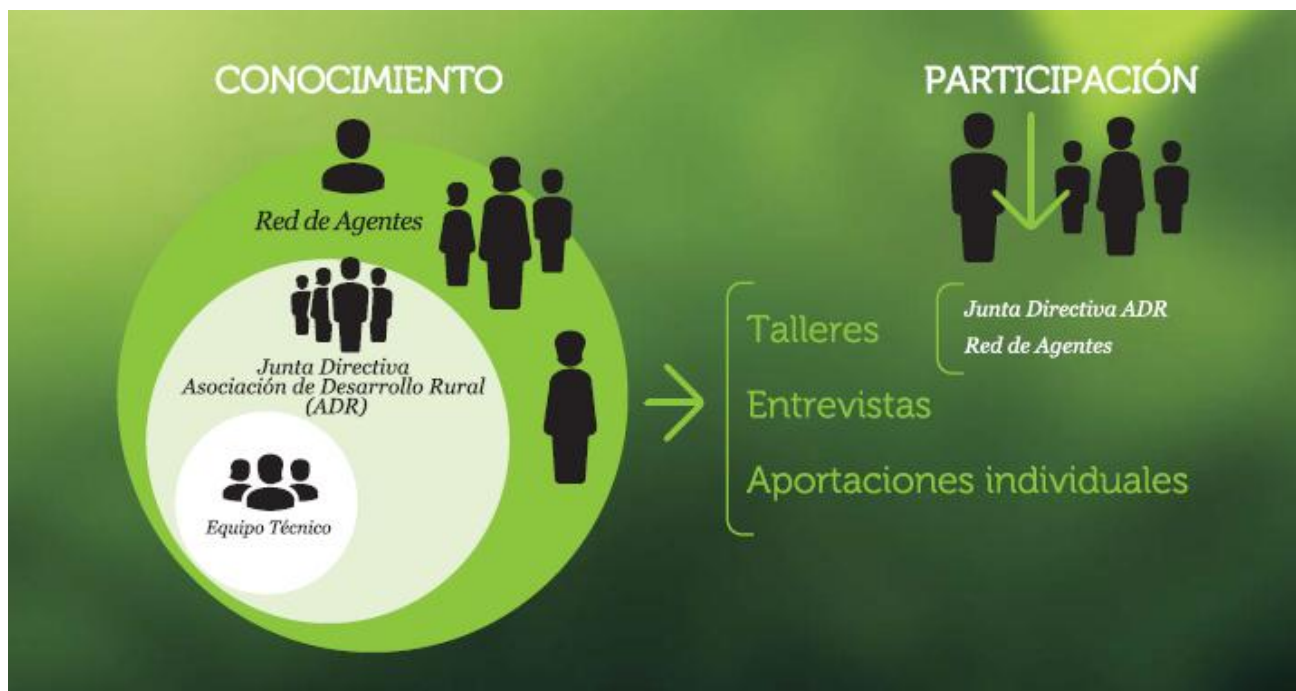 CONOCIMIENTO
Red de Agentes
Junta Directiva
Asociación de Desarrollo Rural
(ADR)
Equipo Técnico
PARTICIPACIÓN
Talleres
Junta Directiva ADR
Red de Agentes
Entrevistas
Aportaciones individuales